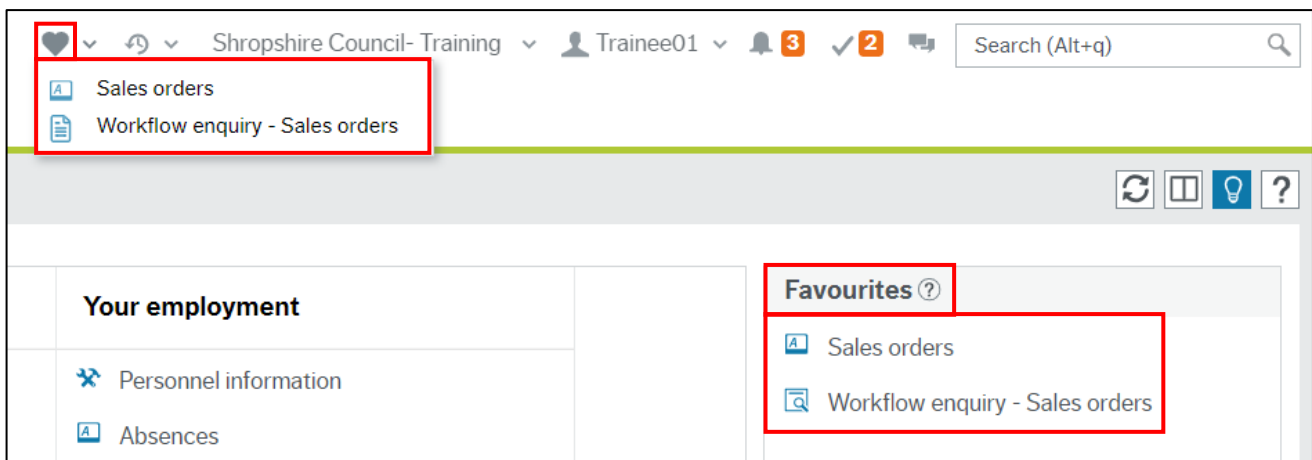 Shropshire Council- Training Trainee01 3 2 Search (Alt+q)
Sales orders
Workflow enquiry - Sales orders
?
Your employment
Personnel information
Absences
Favourites ?
Sales orders
Workflow enquiry - Sales orders